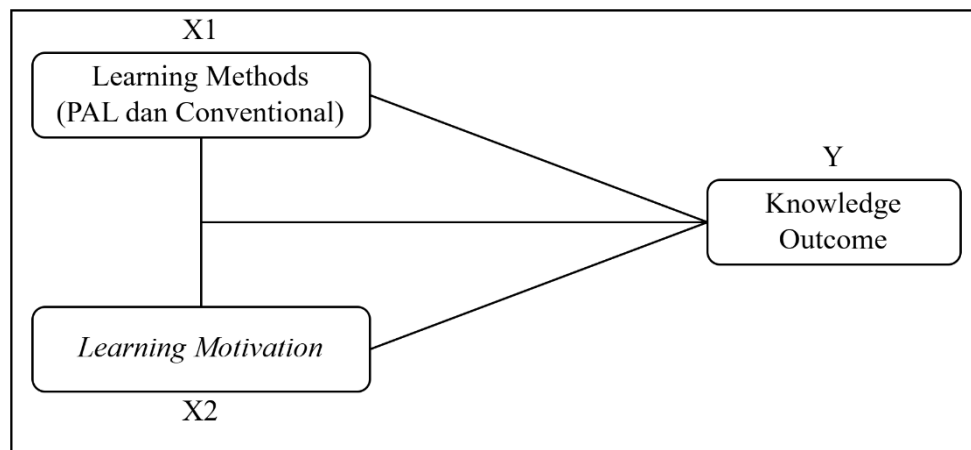 X1
Learning Methods
(PAL dan Conventional)
Y
Knowledge
Outcome
Learning Motivation
X2